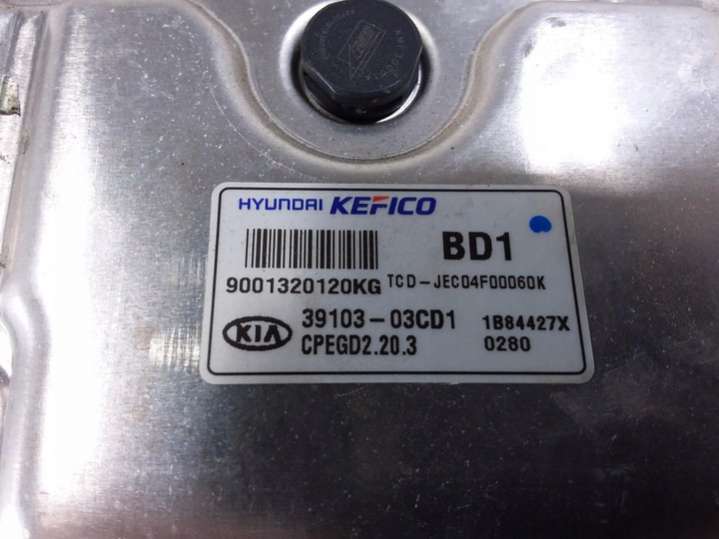 HYUNDAI KEFICO
BD1
9001320120KG
TCD-JEC04F00060K
KIA
39103-03CD1
1B84427X
CPEGD2.20.3
0280